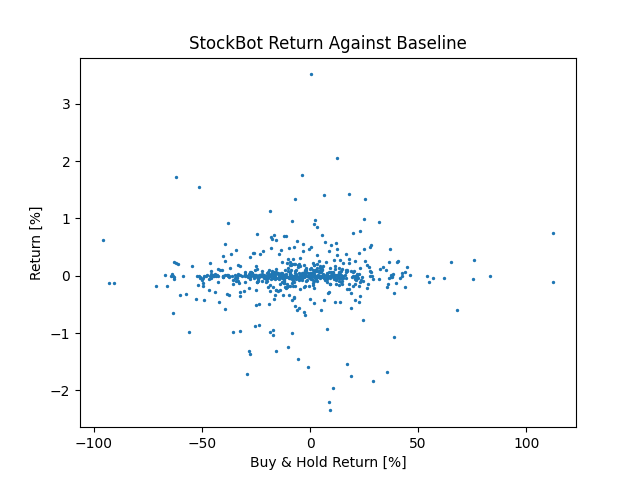 StockBot Return Against Baseline
Return [%]
3
2
1
0
−1
−2
−100 −50 0 50 100
Buy & Hold Return [%]